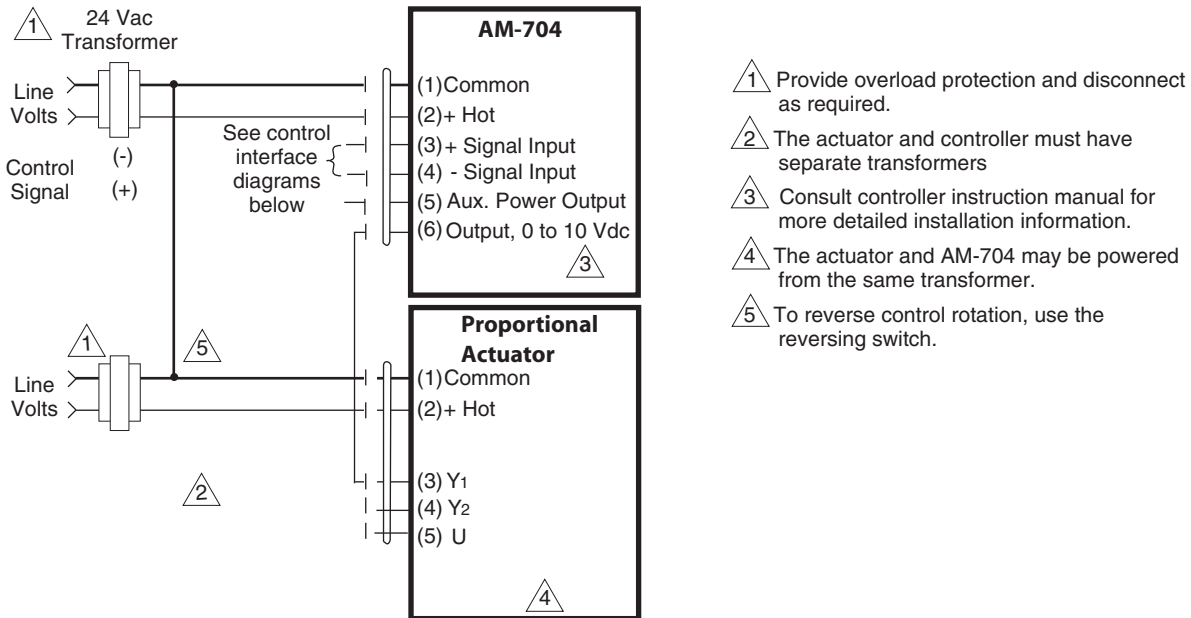 1
24 Vac
Transformer
Line
Volts
Control
Signal
(-)
(+)
See control
interface
diagrams
below
AM-704
(1)Common
(2)+ Hot
(3)+ Signal Input
(4) - Signal Input
(5) Aux. Power Output
(6) Output, 0 to 10 Vdc
3
1
5
Line
Volts
2
Proportional
Actuator
(1)Common
(2)+ Hot
(3) Y1
(4) Y2
(5) U
4
1 Provide overload protection and disconnect
as required.
2 The actuator and controller must have
separate transformers
3 Consult controller instruction manual for
more detailed installation information.
4 The actuator and AM-704 may be powered
from the same transformer.
5 To reverse control rotation, use the
reversing switch.